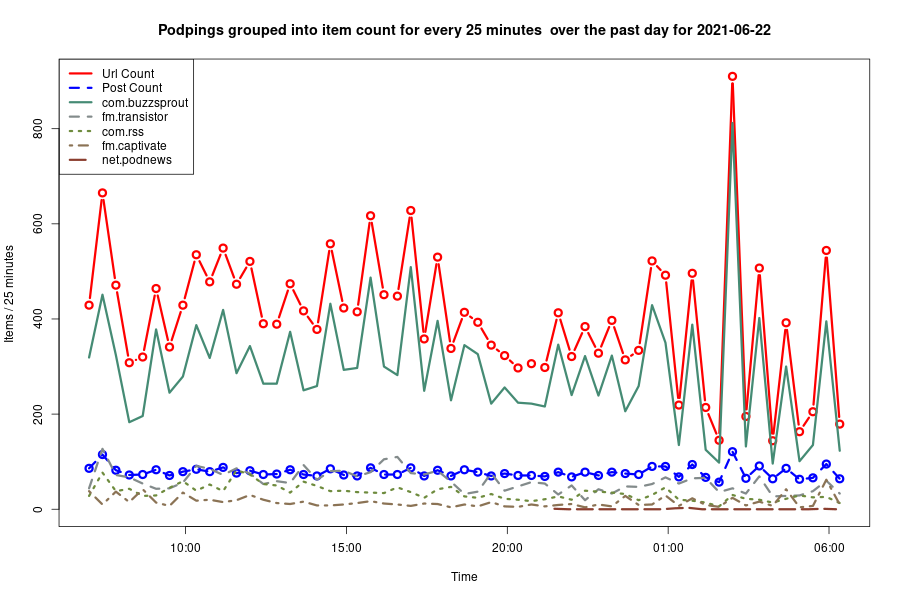 Podpings grouped into item count for every 25 minutes  over the past day for 2021-06-22
Url Count
Post Count
com.buzzsprout
fm.transistor
com.rss
fm.captivate
net.podnews
Items / 25 minutes
800
600
400
200
0
10:00
15:00
20:00
01:00
06:00
Time